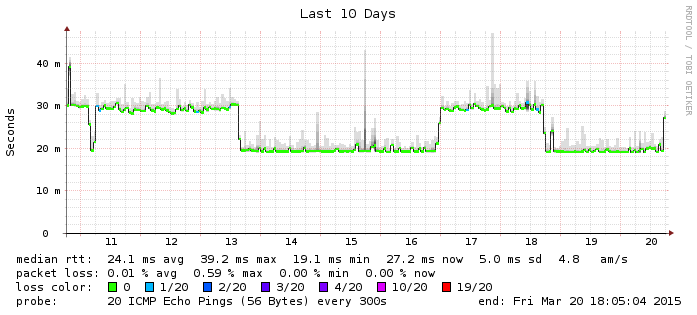 Last 10 Days
RRDTOOL / TOBI OETIKER
Seconds
40 m
30 m
20 m
10 m
0
11 12 13 14 15 16 17 18 19 20
median rtt: 24.1 ms avg 39.2 ms max 19.1 ms min 27.2 ms now 5.0 ms sd 4.8 am/s
packet loss: 0.01 % avg 0.59 % max 0.00 % min 0.00 % now
loss color: 0 1/20 2/20 3/20 4/20 10/20 19/20
probe: 20 ICMP Echo Pings (56 Bytes) every 300s end: Fri Mar 20 18:05:04 2015